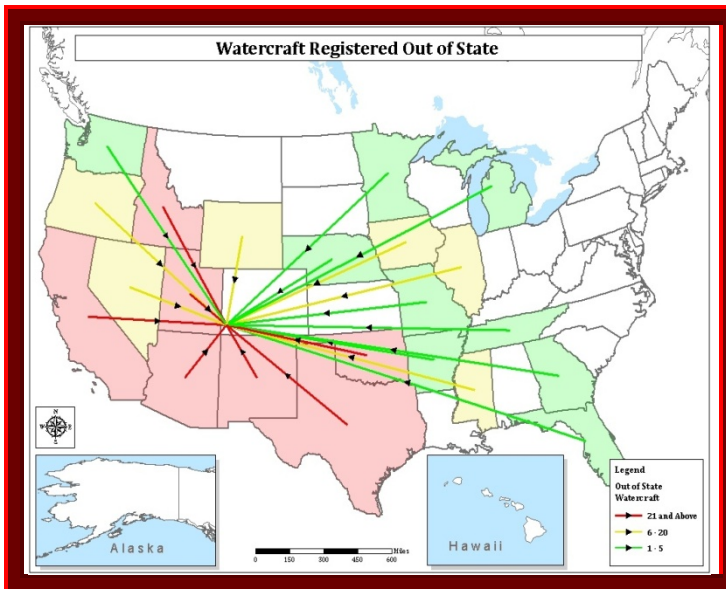 Watercraft Registered Out of State
N
Alaska
Hawaii
Miles
0 150 300 450 600
Legend
Out of State
Watercraft
21 and Above
6 - 20
1 - 5